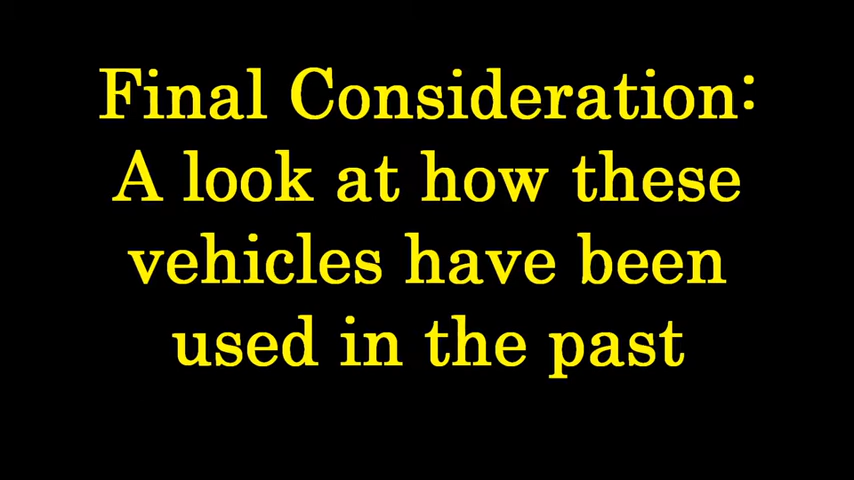 Final Consideration:
A look at how these
vehicles have been
used in the past